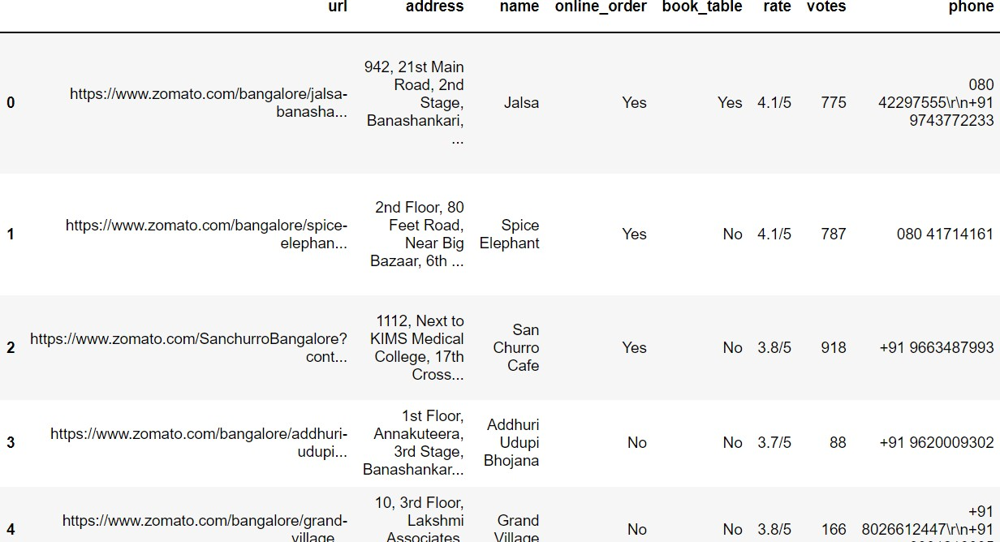 url address name online_order book_table rate votes phone
0
https://www.zomato.com/bangalore/jalsa-
banasha...
942, 21st Main
Road, 2nd
Stage,
Banashankari,
...
Jalsa
Yes
Yes
4.1/5
775
080
42297555\r\n+91
9743772233
1
https://www.zomato.com/bangalore/spice-
elephan...
2nd Floor, 80
Feet Road,
Near Big
Bazaar, 6th ...
Spice
Elephant
Yes
No
4.1/5
787
080 41714161
2
https://www.zomato.com/SanchurroBangalore?
cont...
1112, Next to
KIMS Medical
College, 17th
Cross...
San
Churro
Cafe
Yes
No
3.8/5
918
+91 9663487993
3
https://www.zomato.com/bangalore/addhuri-
udupi...
1st Floor,
Annakuteera,
3rd Stage,
Banashankar...
Addhuri
Udupi
Bhojana
No
No
3.7/5
88
+91 9620009302
4
https://www.zomato.com/bangalore/grand-
village...
10, 3rd Floor,
Lakshmi
Associates,
Grand
Village
No
No
3.8/5
166
+91
8026612447\r\n+91